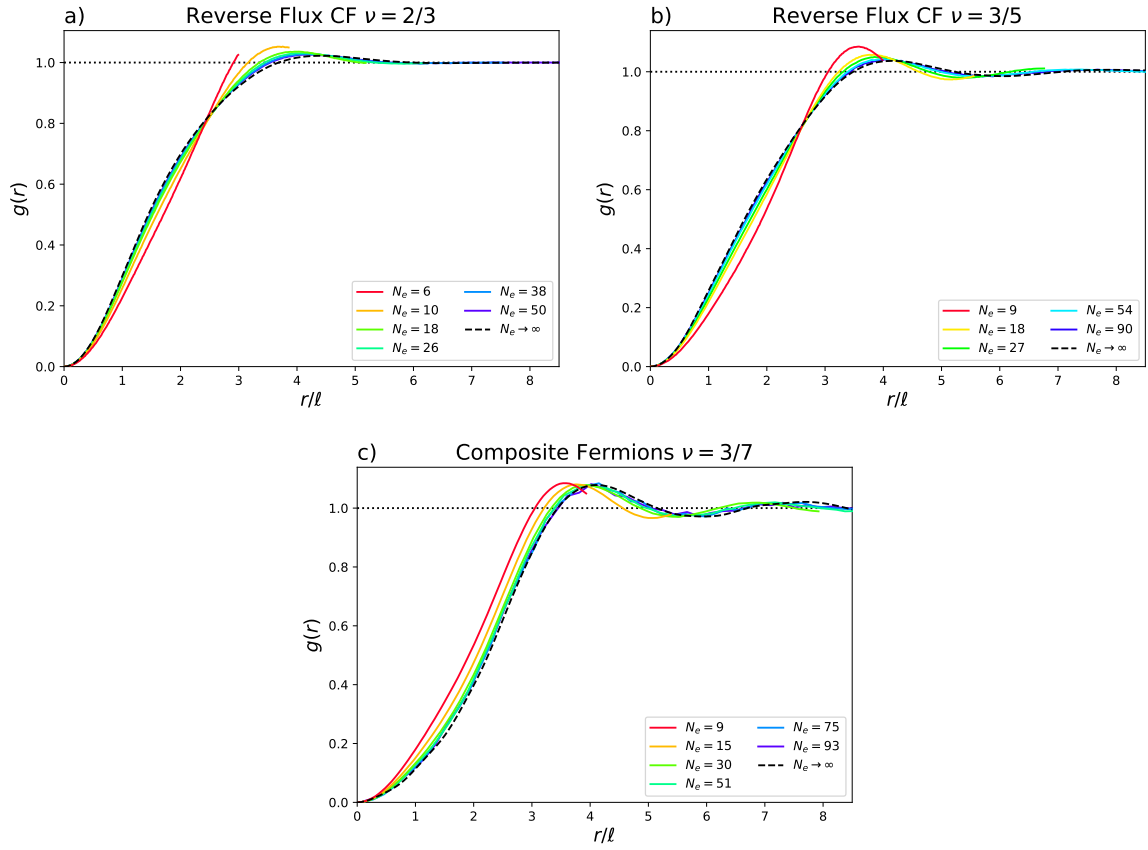 a) Reverse Flux CF ν = 2/3
g(r)
1.0
0.8
0.6
0.4
0.2
0.0
N_e = 6
N_e = 10
N_e = 18
N_e = 26
N_e = 38
N_e = 50
N_e → ∞
0 1 2 3 4 5 6 7 8
r/ℓ
b) Reverse Flux CF ν = 3/5
g(r)
1.0
0.8
0.6
0.4
0.2
0.0
N_e = 9
N_e = 18
N_e = 27
N_e = 54
N_e = 90
N_e → ∞
0 1 2 3 4 5 6 7 8
r/ℓ
c) Composite Fermions ν = 3/7
g(r)
1.0
0.8
0.6
0.4
0.2
0.0
N_e = 9
N_e = 15
N_e = 30
N_e = 51
N_e = 75
N_e = 93
N_e → ∞
0 1 2 3 4 5 6 7 8
r/ℓ